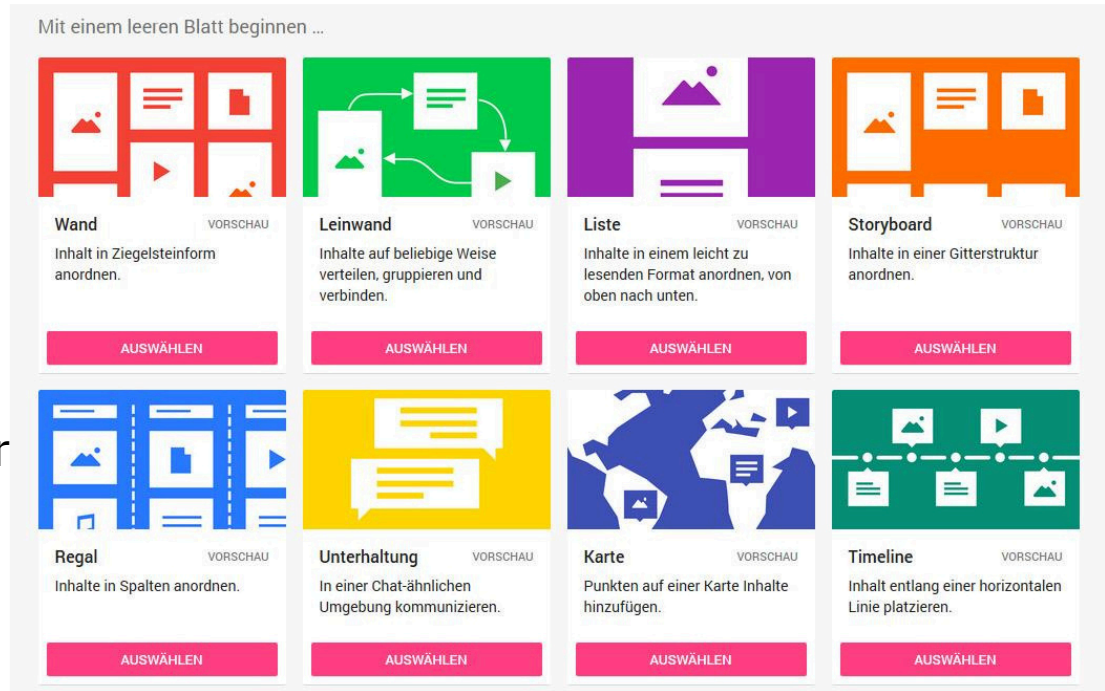 Mit einem leeren Blatt beginnen ...
Wand VORSCHAU
Inhalt in Ziegelsteinform
anordnen.
AUSWÄHLEN
Leinwand VORSCHAU
Inhalte auf beliebige Weise
verteilen, gruppieren und
verbinden.
AUSWÄHLEN
Liste VORSCHAU
Inhalte in einem leicht zu
lesenden Format anordnen, von
oben nach unten.
AUSWÄHLEN
Storyboard VORSCHAU
Inhalte in einer Gitterstruktur
anordnen.
AUSWÄHLEN
r
Regal VORSCHAU
Inhalte in Spalten anordnen.
AUSWÄHLEN
Unterhaltung VORSCHAU
In einer Chat-ähnlichen
Umgebung kommunizieren.
AUSWÄHLEN
Karte VORSCHAU
Punkten auf einer Karte Inhalte
hinzufügen.
AUSWÄHLEN
Timeline VORSCHAU
Inhalt entlang einer horizontalen
Linie platzieren.
AUSWÄHLEN